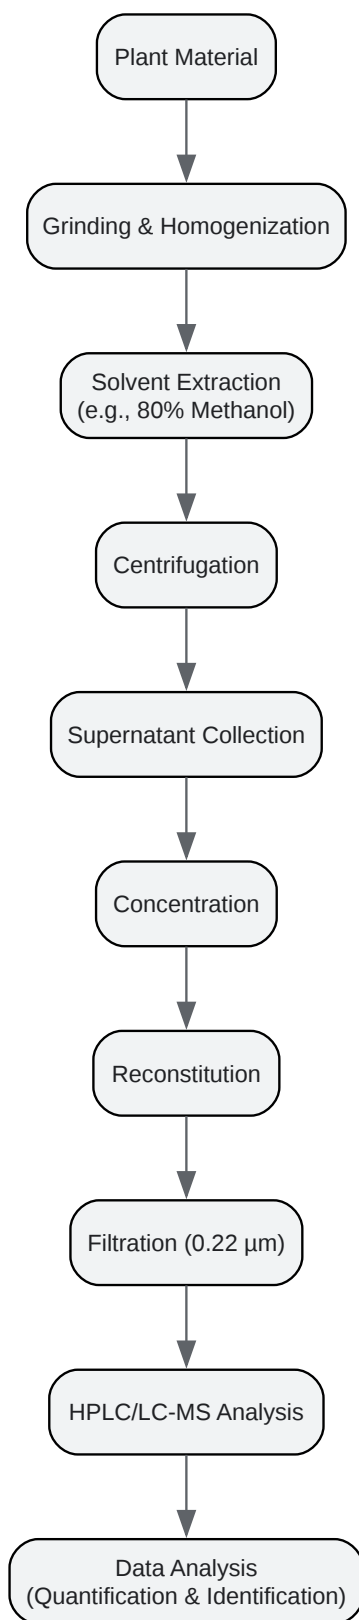 Plant Material
Grinding & Homogenization
Solvent Extraction
(e.g., 80% Methanol)
Centrifugation
Supernatant Collection
Concentration
Reconstitution
Filtration (0.22 µm)
HPLC/LC-MS Analysis
Data Analysis
(Quantification & Identification)